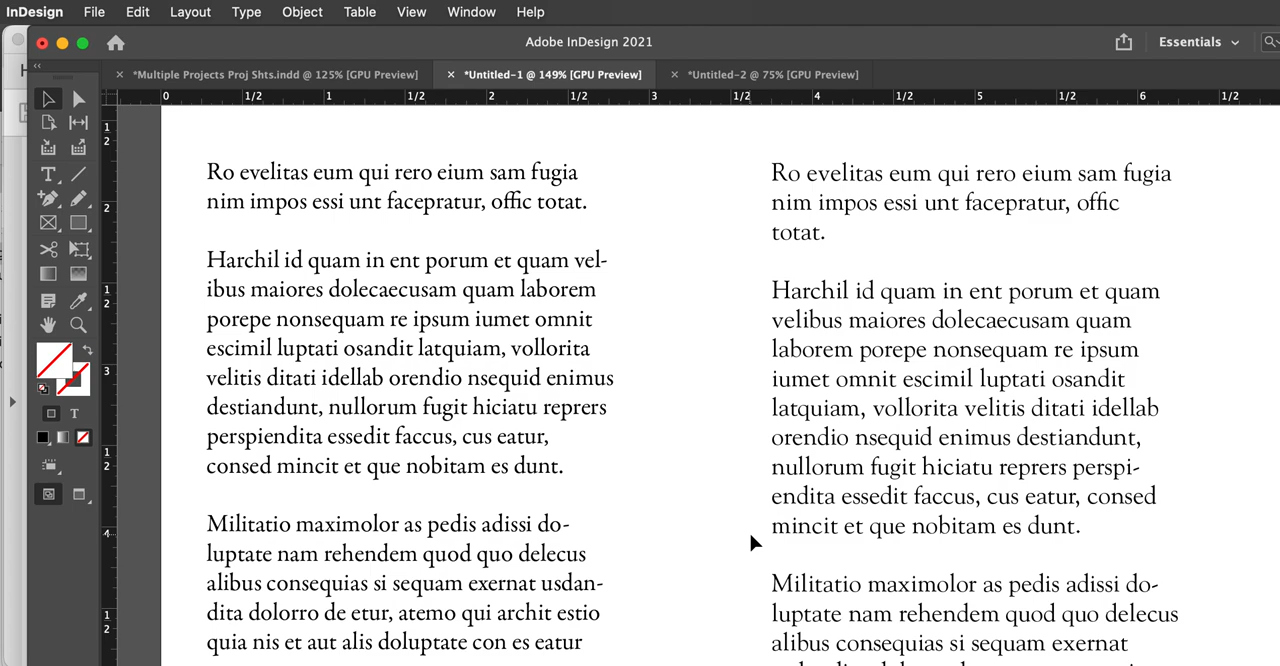 InDesign File Edit Layout Type Object Table View Window Help
Adobe InDesign 2021
Essentials
*Multiple Projects Proj Shts.indd @ 125% [GPU Preview]
*Untitled-1 @ 149% [GPU Preview]
*Untitled-2 @ 75% [GPU Preview]
0 1/2 1 1/2 2 1/2 3 1/2 4 1/2 5 1/2 6 1/2
Ro evelitas eum qui rero eium sam fugia
nim impos essi unt facepratur, offic totat.
Harchil id quam in ent porum et quam vel-
ibus maiores dolecaecusam quam laborem
porepe nonsequam re ipsum iumet omnit
escimil luptati osandit latquiam, vollorita
velitis ditati idellab orendio nsequid enimus
destiandunt, nullorum fugit hiciatu reprers
perspiendita essedit faccus, cus eatur,
consed mincit et que nobitam es dunt.
Militatio maximolor as pedis adissi do-
luptate nam rehendem quod quo delecus
alibus consequias si sequam exernat usdan-
dita dolorro de etur, atemo qui archit estio
quia nis et aut alis doluptate con es eatur
Ro evelitas eum qui rero eium sam fugia
nim impos essi unt facepratur, offic
totat.
Harchil id quam in ent porum et quam
velibus maiores dolecaecusam quam
laborem porepe nonsequam re ipsum
iumet omnit escimil luptati osandit
latquiam, vollorita velitis ditati idellab
orendio nsequid enimus destiandunt,
nullorum fugit hiciatu reprers perspi-
endita essedit faccus, cus eatur, consed
mincit et que nobitam es dunt.
Militatio maximolor as pedis adissi do-
luptate nam rehendem quod quo delecus
alibus consequias si sequam exernat